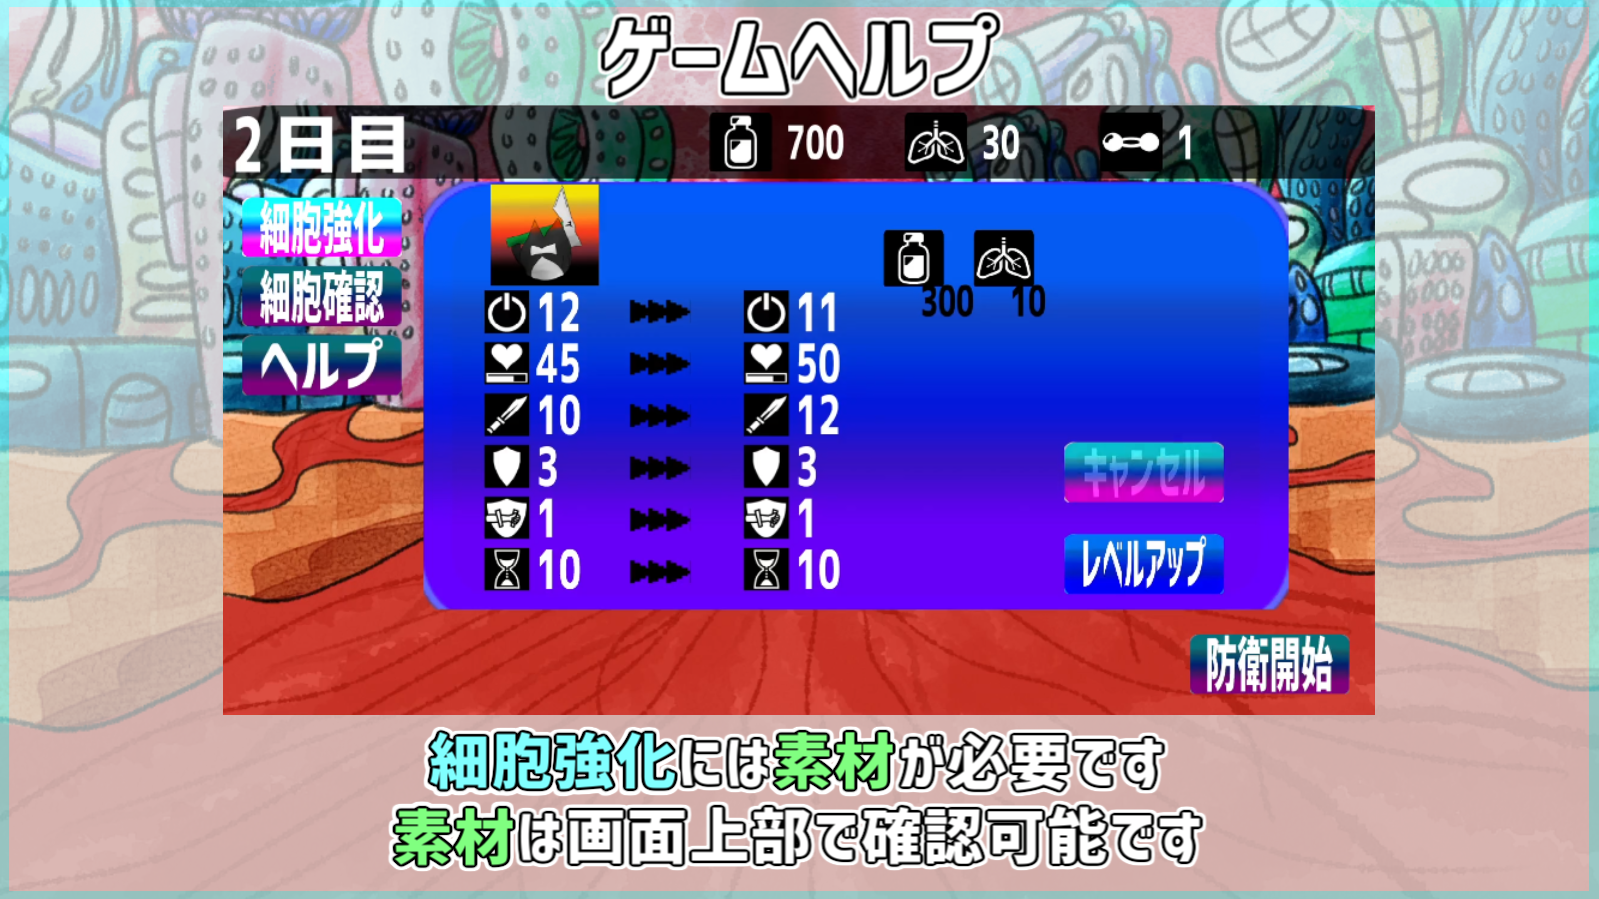 ゲームヘルプ
2日目 700 30 1
細胞強化
細胞確認
ヘルプ
300 10
12 11
45 50
10 12
3 3
1 1
10 10
キャンセル
レベルアップ
防衛開始
細胞強化には素材が必要です
素材は画面上部で確認可能です